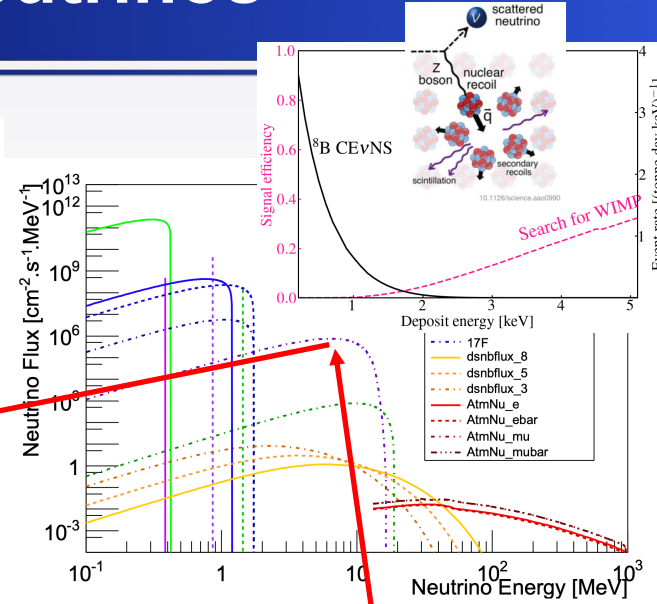 scattered
neutrino
Z
boson
nuclear
recoil
q̄
secondary
recoils
scintillation
10.1126/science.aao0990
1.0
0.8
0.6
0.4
0.2
0.0
Signal efficiency
⁸B CEνNS
Search for WIMP
4
3
2
1
1
2
3
4
5
Deposit energy [keV]
Neutrino Flux [cm⁻².s⁻¹.MeV⁻¹]
10¹³
10¹²
10⁹
10⁶
1
10⁻³
17F
dsnbflux_8
dsnbflux_5
dsnbflux_3
AtmNu_e
AtmNu_ebar
AtmNu_mu
AtmNu_mubar
10⁻¹
1
10
10²
10³
Neutrino Energy [MeV]